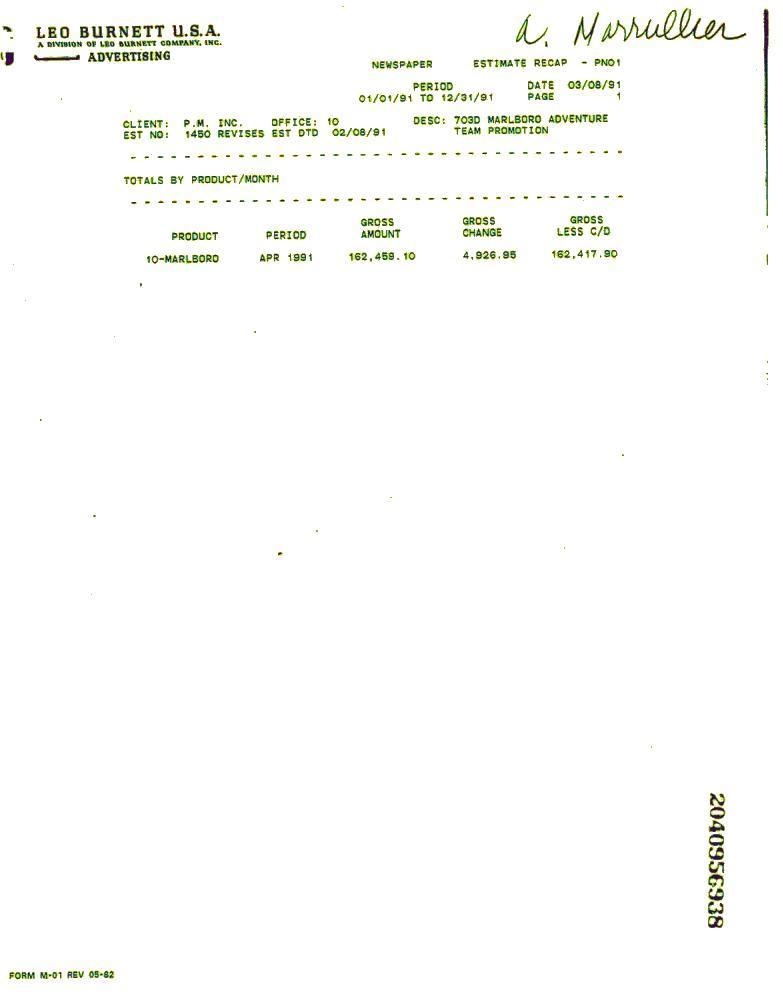 LEO BURNETT U.S.A.
A DIVISION OF LEO BURNETT COMPANY, INC.
ADVERTISING
A. Marrullier
NEWSPAPER ESTIMATE RECAP - PNO1
PERIOD DATE 03/08/91
01/01/91 TO 12/31/91 PAGE 1
CLIENT: P.M. INC. OFFICE: 10 DESC: 703D MARLBORO ADVENTURE
EST NO: 1450 REVISES EST DTD 02/08/91 TEAM PROMOTION
TOTALS BY PRODUCT/MONTH
GROSS GROSS GROSS
PRODUCT PERIOD AMOUNT CHANGE LESS C/D
10-MARLBORO APR 1991 162,459.10 4,926.95 162,417.90
2040956938
FORM M-01 REV 05-82